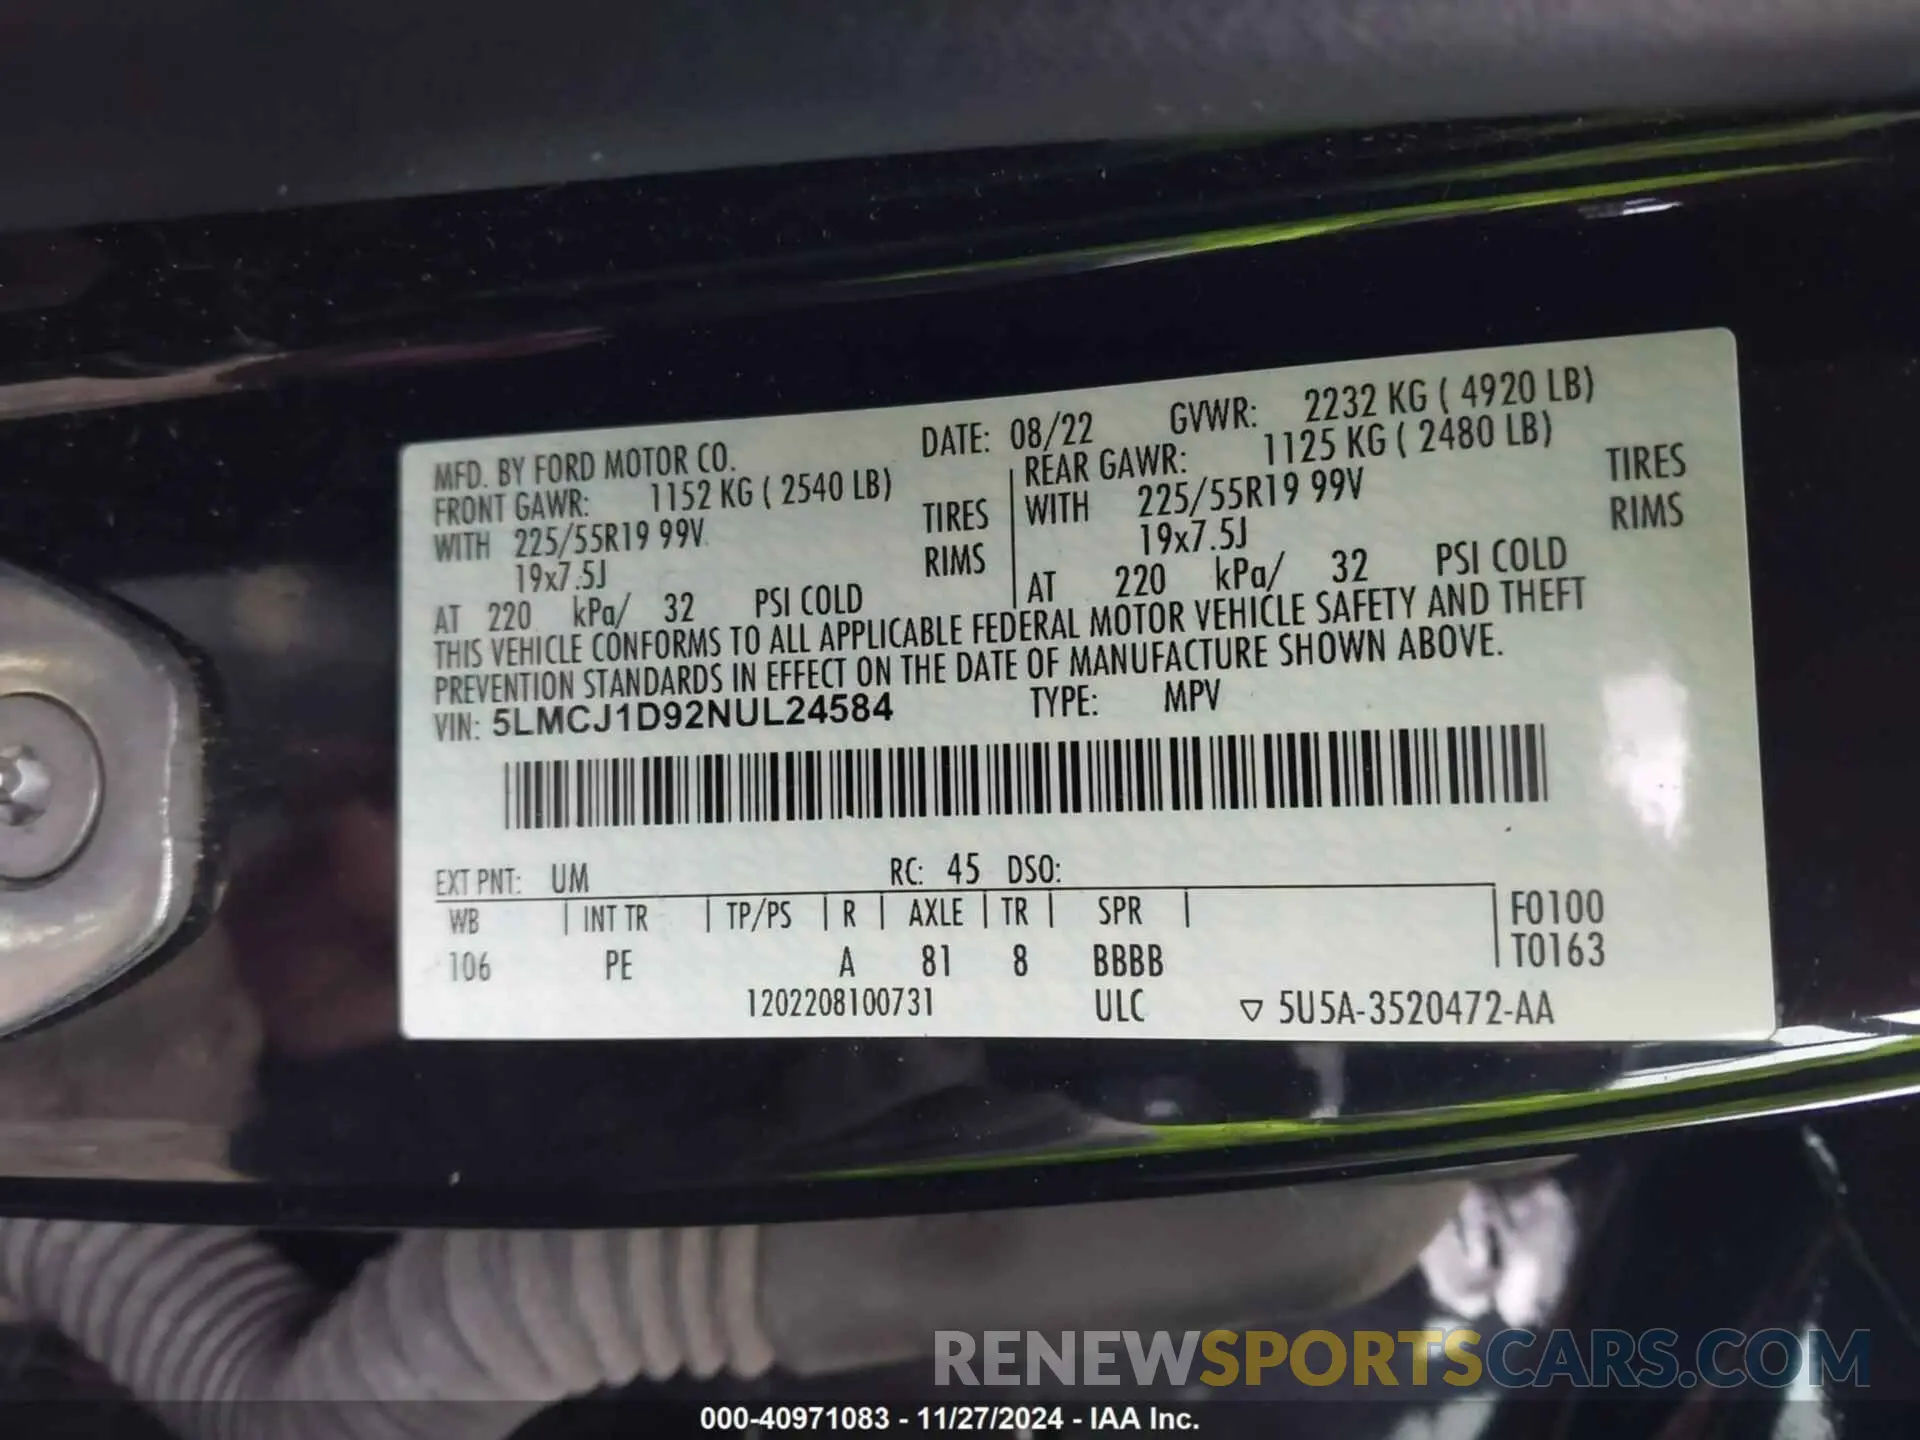 MFD. BY FORD MOTOR CO. DATE: 08/22 GVWR: 2232 KG ( 4920 LB)
FRONT GAWR: 1152 KG ( 2540 LB) REAR GAWR: 1125 KG ( 2480 LB)
WITH 225/55R19 99V TIRES WITH 225/55R19 99V TIRES
19x7.5J RIMS 19x7.5J RIMS
AT 220 kPa/ 32 PSI COLD AT 220 kPa/ 32 PSI COLD
THIS VEHICLE CONFORMS TO ALL APPLICABLE FEDERAL MOTOR VEHICLE SAFETY AND THEFT
PREVENTION STANDARDS IN EFFECT ON THE DATE OF MANUFACTURE SHOWN ABOVE.
VIN: 5LMCJ1D92NUL24584 TYPE: MPV
EXT PNT: UM RC: 45 DSO:
WB | INT TR | TP/PS | R | AXLE | TR | SPR | F0100
106 PE A 81 8 BBBB T0163
1202208100731 ULC ▽ 5U5A-3520472-AA
RENEWSPORTSCARS.COM
000-40971083 - 11/27/2024 - IAA Inc.